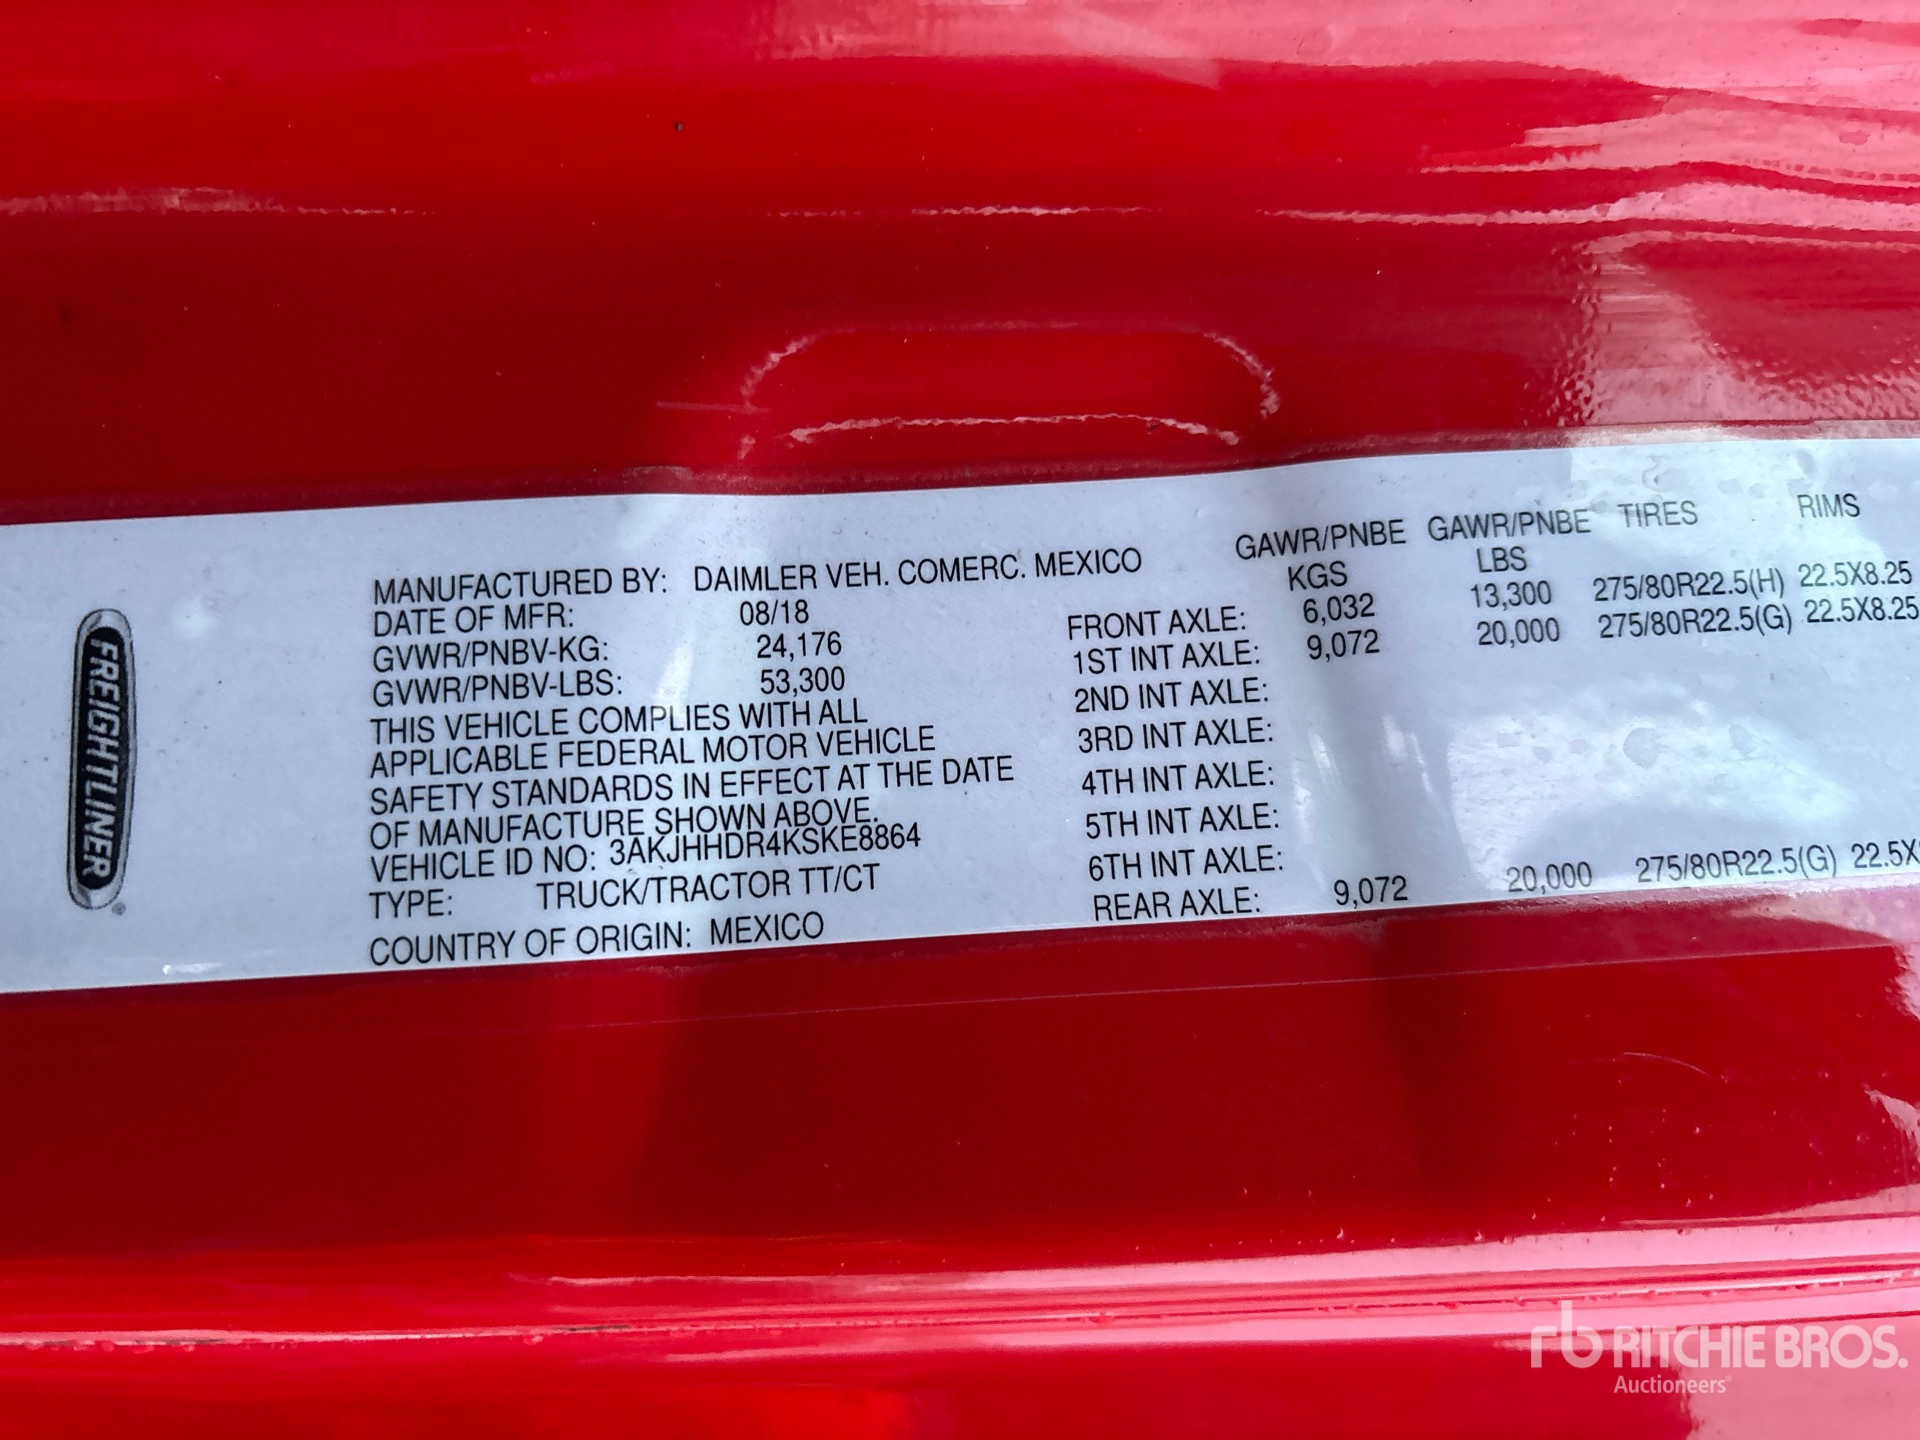 FREIGHTLINER
MANUFACTURED BY: DAIMLER VEH. COMERC. MEXICO
DATE OF MFR: 08/18
GVWR/PNBV-KG: 24,176
GVWR/PNBV-LBS: 53,300
THIS VEHICLE COMPLIES WITH ALL
APPLICABLE FEDERAL MOTOR VEHICLE
SAFETY STANDARDS IN EFFECT AT THE DATE
OF MANUFACTURE SHOWN ABOVE.
VEHICLE ID NO: 3AKJHHDR4KSKE8864
TYPE: TRUCK/TRACTOR TT/CT
COUNTRY OF ORIGIN: MEXICO
GAWR/PNBE GAWR/PNBE TIRES RIMS
KGS LBS
FRONT AXLE: 6,032 13,300 275/80R22.5(H) 22.5X8.25
1ST INT AXLE: 9,072 20,000 275/80R22.5(G) 22.5X8.25
2ND INT AXLE:
3RD INT AXLE:
4TH INT AXLE:
5TH INT AXLE:
6TH INT AXLE:
REAR AXLE: 9,072 20,000 275/80R22.5(G) 22.5X
rb RITCHIE BROS.
Auctioneers